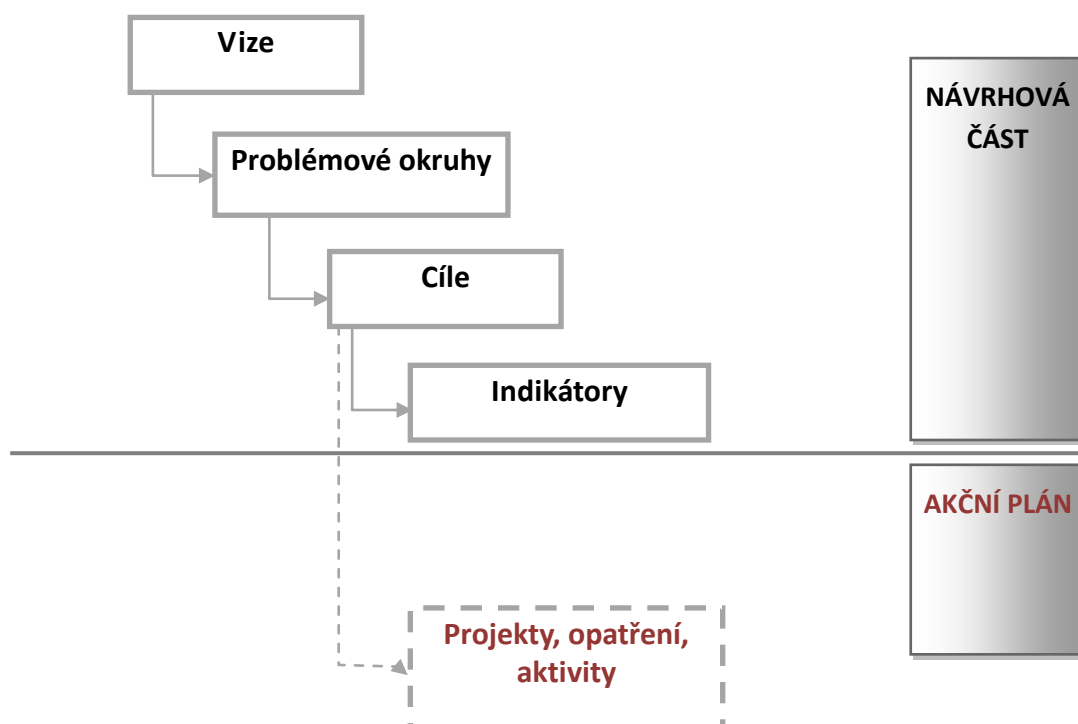 Vize
NÁVRHOVÁ
ČÁST
Problémové okruhy
Cíle
Indikátory
AKČNÍ PLÁN
Projekty, opatření,
aktivity